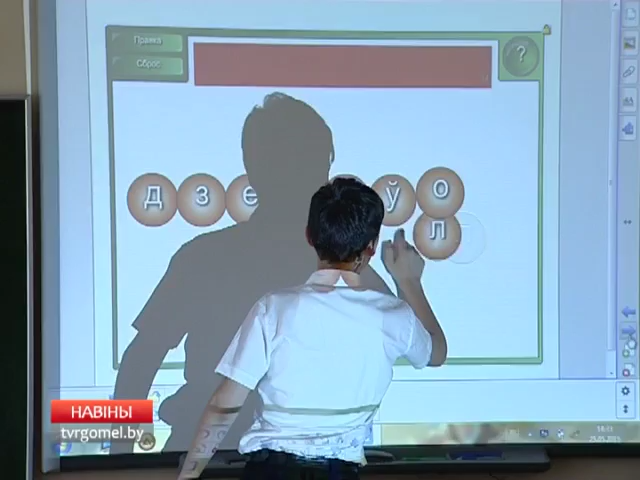 Правка
Сброс
?
д з е ў о
л
НАВІНЫ
tvrgomel.by